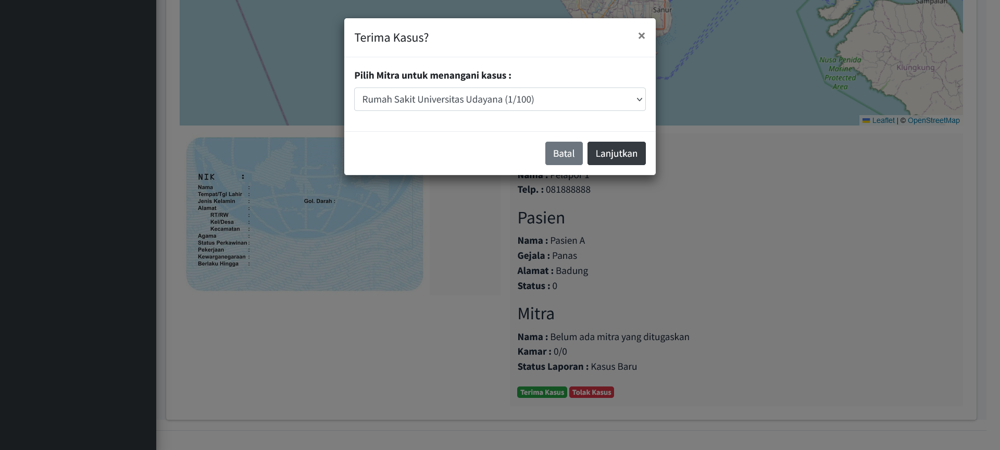 Sanur
Sampalan
Terima Kasus?
×
Pilih Mitra untuk menangani kasus :
Rumah Sakit Universitas Udayana (1/100)
Nusa Penida
Marine
Protected
Area
Klungkung
Leaflet | © OpenStreetMap
Batal
Lanjutkan
NIK :
Nama :
Tempat/Tgl Lahir :
Jenis Kelamin : Gol. Darah :
Alamat :
RT/RW :
Kel/Desa :
Kecamatan :
Agama :
Status Perkawinan :
Pekerjaan :
Kewarganegaraan :
Berlaku Hingga :
Nama : Pelapor 1
Telp. : 081888888
Pasien
Nama : Pasien A
Gejala : Panas
Alamat : Badung
Status : 0
Mitra
Nama : Belum ada mitra yang ditugaskan
Kamar : 0/0
Status Laporan : Kasus Baru
Terima Kasus Tolak Kasus